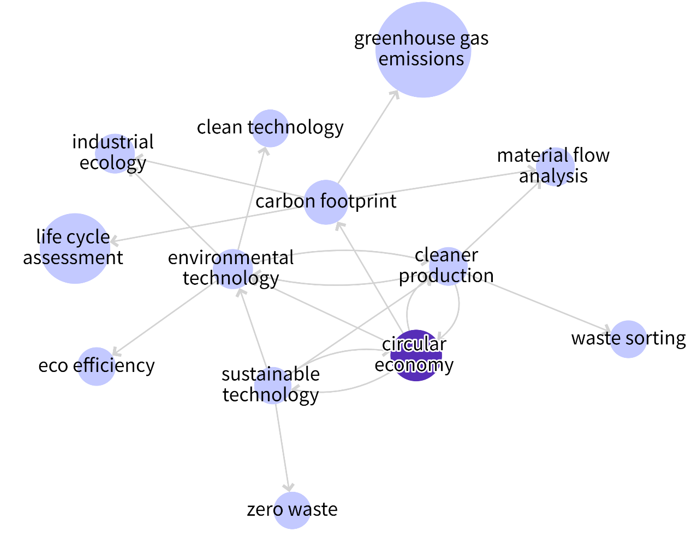 greenhouse gas
emissions
clean technology
industrial
ecology
material flow
analysis
carbon footprint
life cycle
assessment
environmental
technology
cleaner
production
waste sorting
circular
economy
eco efficiency
sustainable
technology
zero waste